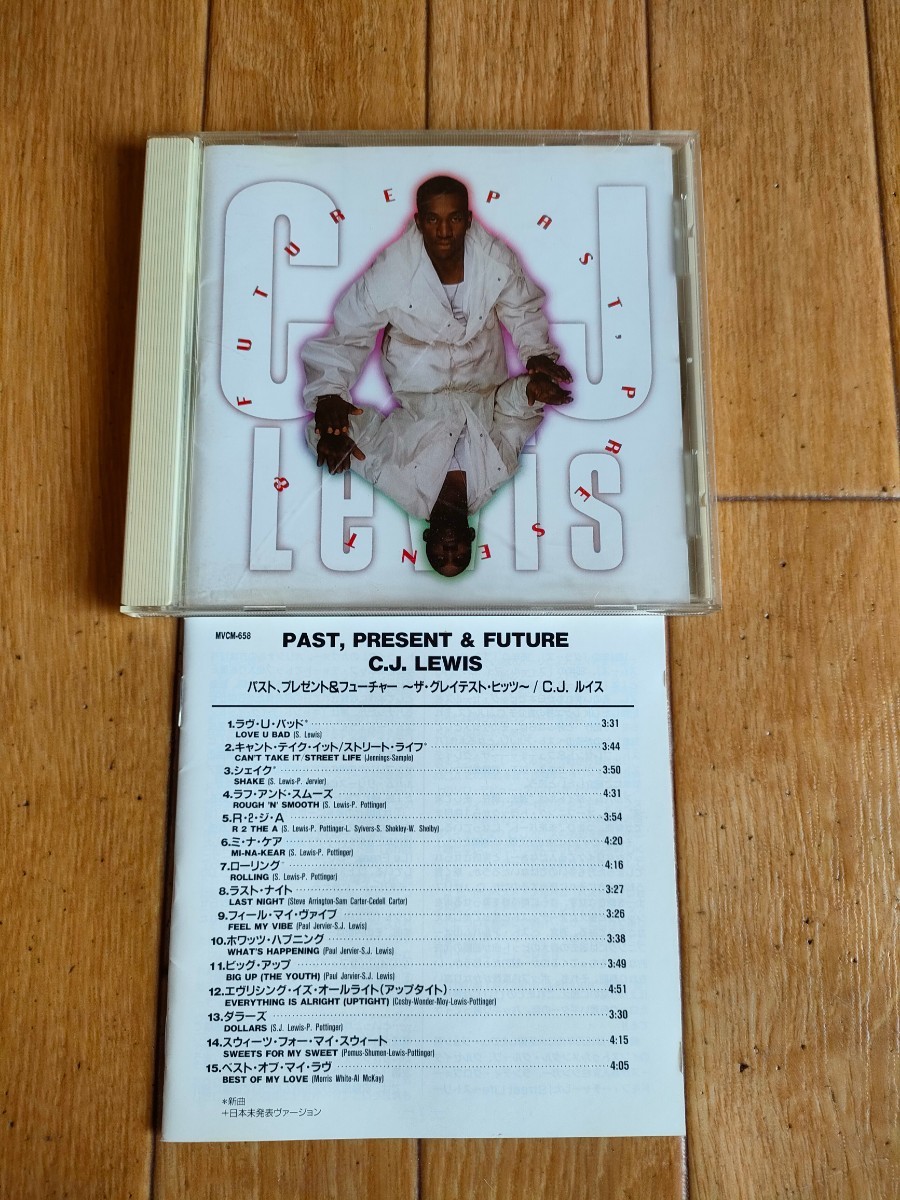 C J
Lewis
PAST, PRESENT & FUTURE
MVCM-658
PAST, PRESENT & FUTURE
C.J. LEWIS
パスト、プレゼント&フューチャー ～ザ・グレイテスト・ヒッツ～ / C.J. ルイス
1.ラヴ・U・バッド* 3:31
LOVE U BAD (S. Lewis)
2.キャント・テイク・イット/ストリート・ライフ* 3:44
CAN'T TAKE IT/STREET LIFE (Jennings-Sample)
3.シェイク* 3:50
SHAKE (S. Lewis-P. Jervier)
4.ラフ・アンド・スムーズ 4:31
ROUGH 'N' SMOOTH (S. Lewis-P. Pottinger)
5.R・2・ジ・A 3:54
R 2 THE A (S. Lewis-P. Pottinger-L. Sylvers-S. Shokley-W. Shelby)
6.ミ・ナ・ケア 4:20
MI-NA-KEAR (S. Lewis-P. Pottinger)
7.ローリング 4:16
ROLLING (S. Lewis-P. Pottinger)
8.ラスト・ナイト 3:27
LAST NIGHT (Steve Arrington-Sam Carter-Cedell Carter)
9.フィール・マイ・ヴァイブ 3:26
FEEL MY VIBE (Paul Jervier-S.J. Lewis)
10.ホワッツ・ハプニング 3:38
WHAT'S HAPPENING (Paul Jervier-S.J. Lewis)
11.ビッグ・アップ 3:49
BIG UP (THE YOUTH) (Paul Jervier-S.J. Lewis)
12.エヴリシング・イズ・オールライト(アップタイト) 4:51
EVERYTHING IS ALRIGHT (UPTIGHT) (Cosby-Wonder-Moy-Lewis-Pottinger)
13.ダラーズ 3:30
DOLLARS (S.J. Lewis-P. Pottinger)
14.スウィーツ・フォー・マイ・スウィート 4:15
SWEETS FOR MY SWEET (Pomus-Shumen-Lewis-Pottinger)
15.ベスト・オブ・マイ・ラヴ 4:05
BEST OF MY LOVE (Morris White-Al McKay)
*新曲
+日本未発表ヴァージョン